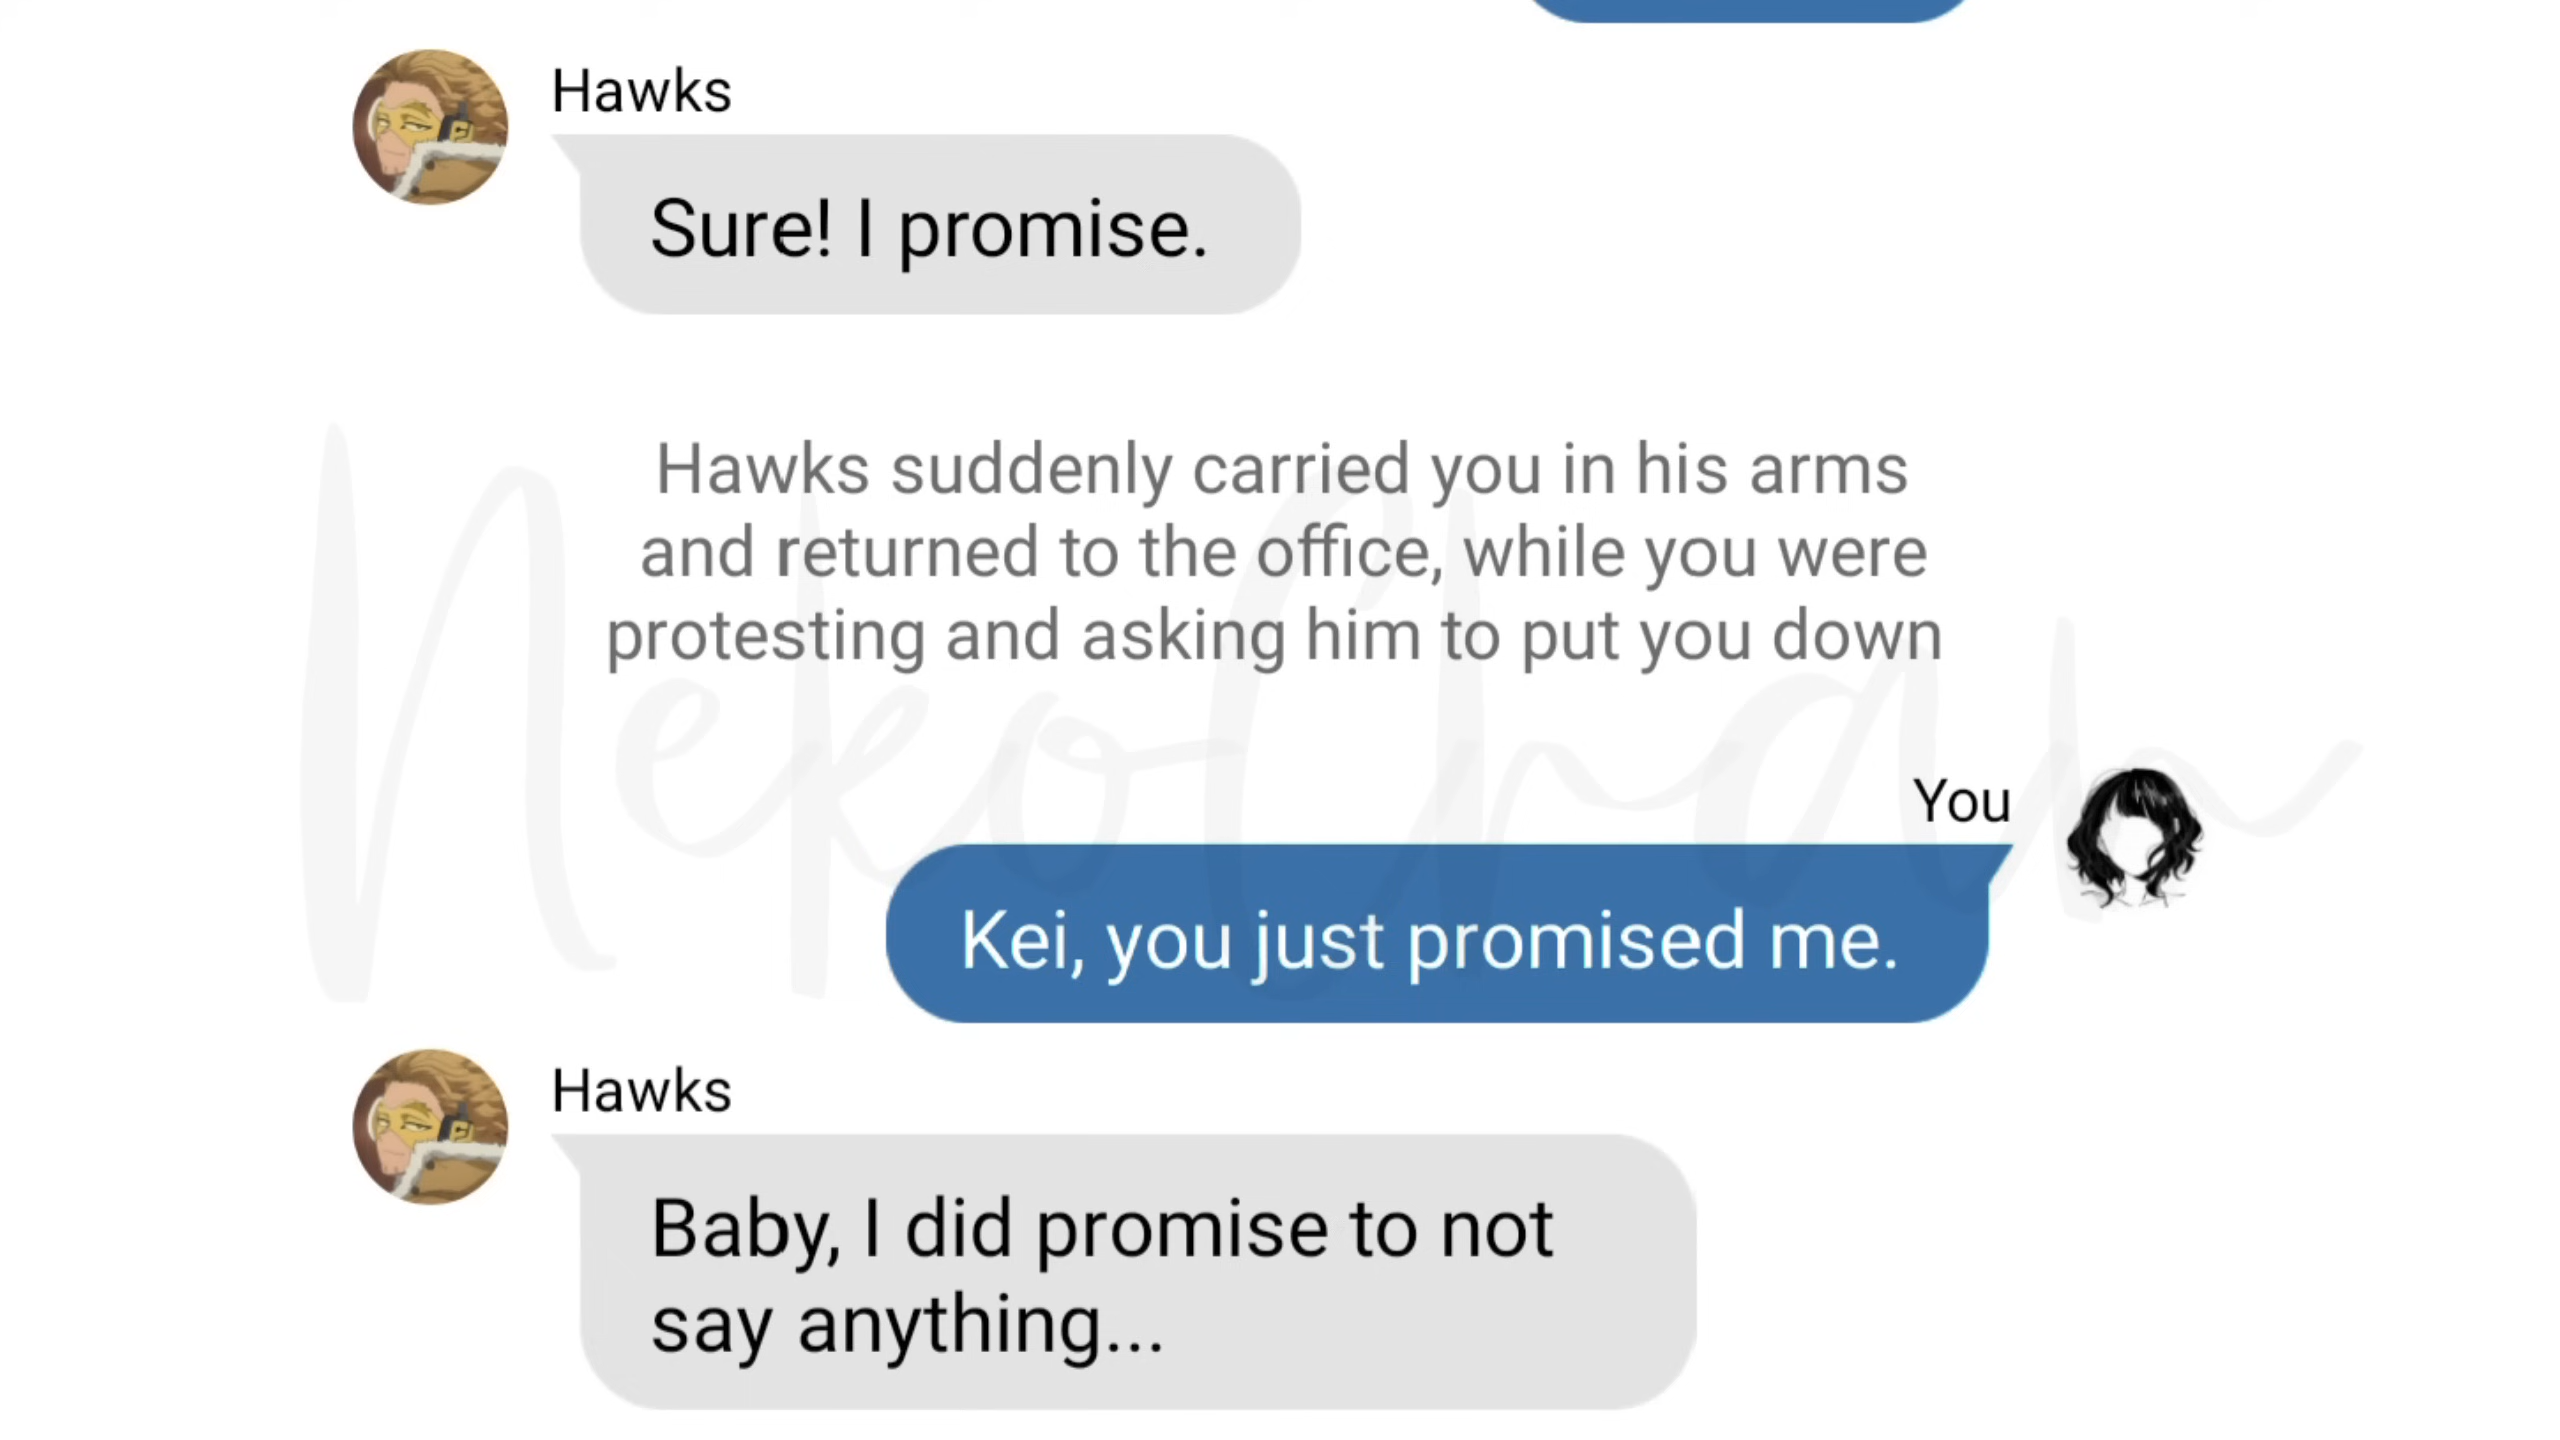 Hawks
Sure! I promise.
Hawks suddenly carried you in his arms
and returned to the office, while you were
protesting and asking him to put you down
NekoChan
You
Kei, you just promised me.
Hawks
Baby, I did promise to not
say anything...